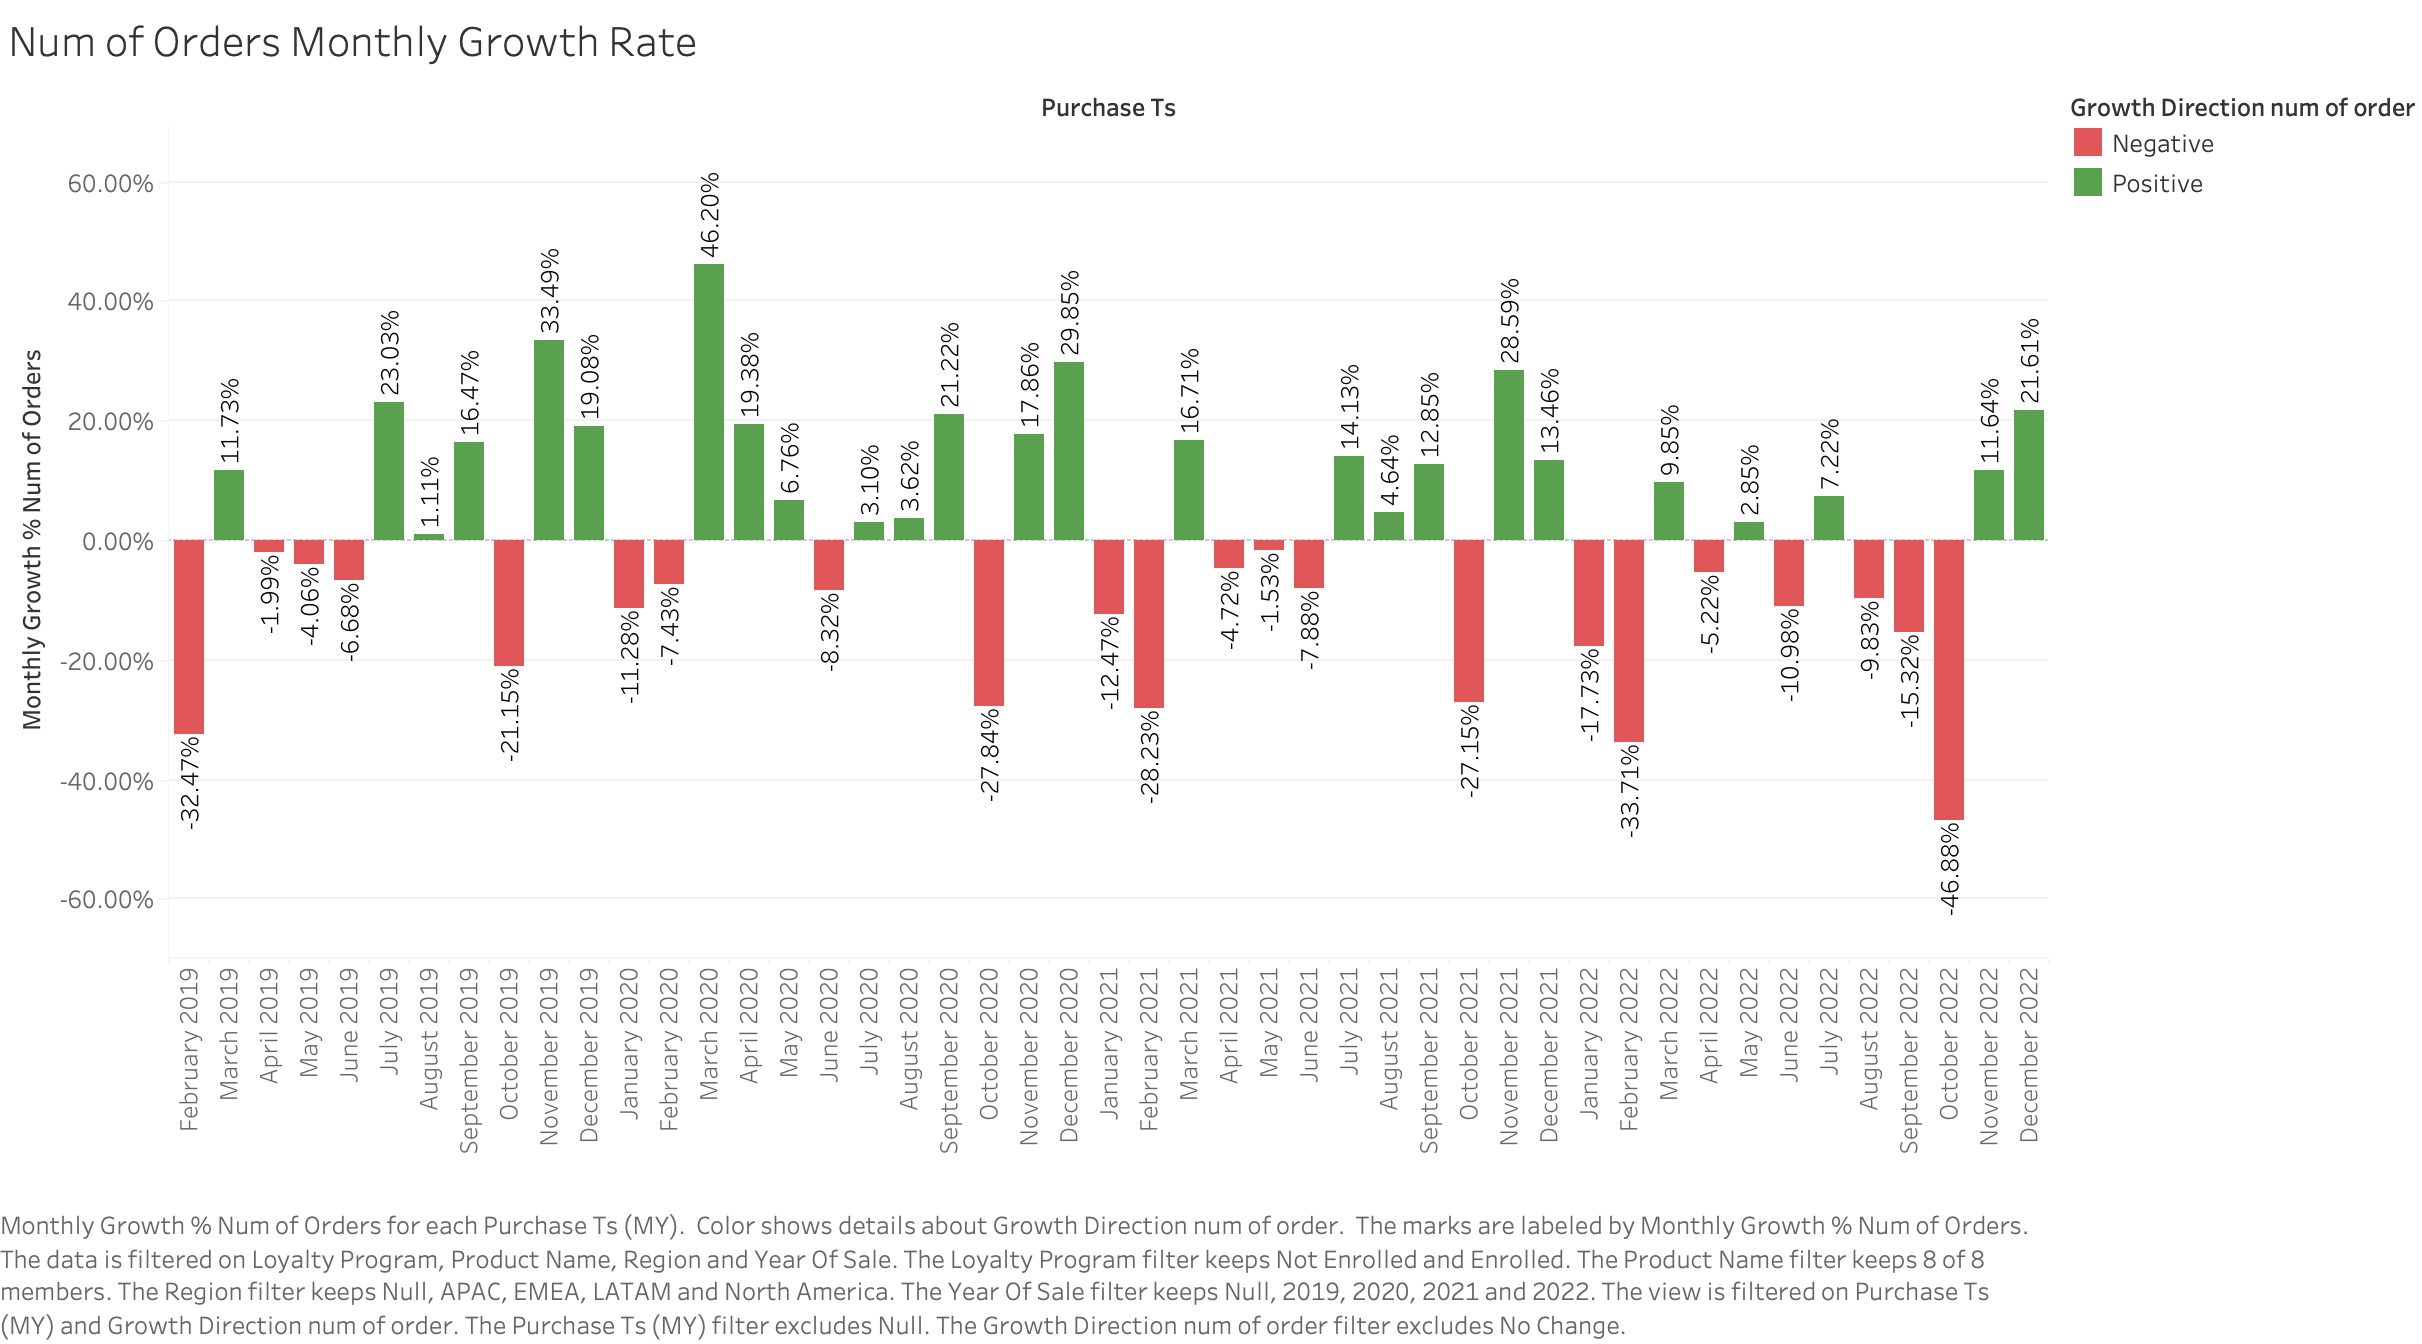 Num of Orders Monthly Growth Rate
Purchase Ts
Growth Direction num of order
Negative
Positive
Monthly Growth % Num of Orders
60.00%
40.00%
20.00%
0.00%
-20.00%
-40.00%
-60.00%
-32.47%
11.73%
-1.99%
-4.06%
-6.68%
23.03%
1.11%
16.47%
-21.15%
33.49%
19.08%
-11.28%
-7.43%
46.20%
19.38%
6.76%
-8.32%
3.10%
3.62%
21.22%
-27.84%
17.86%
29.85%
-12.47%
-28.23%
16.71%
-4.72%
-1.53%
-7.88%
14.13%
4.64%
12.85%
-27.15%
28.59%
13.46%
-17.73%
-33.71%
9.85%
-5.22%
2.85%
-10.98%
7.22%
-9.83%
-15.32%
-46.88%
11.64%
21.61%
February 2019
March 2019
April 2019
May 2019
June 2019
July 2019
August 2019
September 2019
October 2019
November 2019
December 2019
January 2020
February 2020
March 2020
April 2020
May 2020
June 2020
July 2020
August 2020
September 2020
October 2020
November 2020
December 2020
January 2021
February 2021
March 2021
April 2021
May 2021
June 2021
July 2021
August 2021
September 2021
October 2021
November 2021
December 2021
January 2022
February 2022
March 2022
April 2022
May 2022
June 2022
July 2022
August 2022
September 2022
October 2022
November 2022
December 2022
Monthly Growth % Num of Orders for each Purchase Ts (MY).  Color shows details about Growth Direction num of order.  The marks are labeled by Monthly Growth % Num of Orders.
The data is filtered on Loyalty Program, Product Name, Region and Year Of Sale. The Loyalty Program filter keeps Not Enrolled and Enrolled. The Product Name filter keeps 8 of 8
members. The Region filter keeps Null, APAC, EMEA, LATAM and North America. The Year Of Sale filter keeps Null, 2019, 2020, 2021 and 2022. The view is filtered on Purchase Ts
(MY) and Growth Direction num of order. The Purchase Ts (MY) filter excludes Null. The Growth Direction num of order filter excludes No Change.